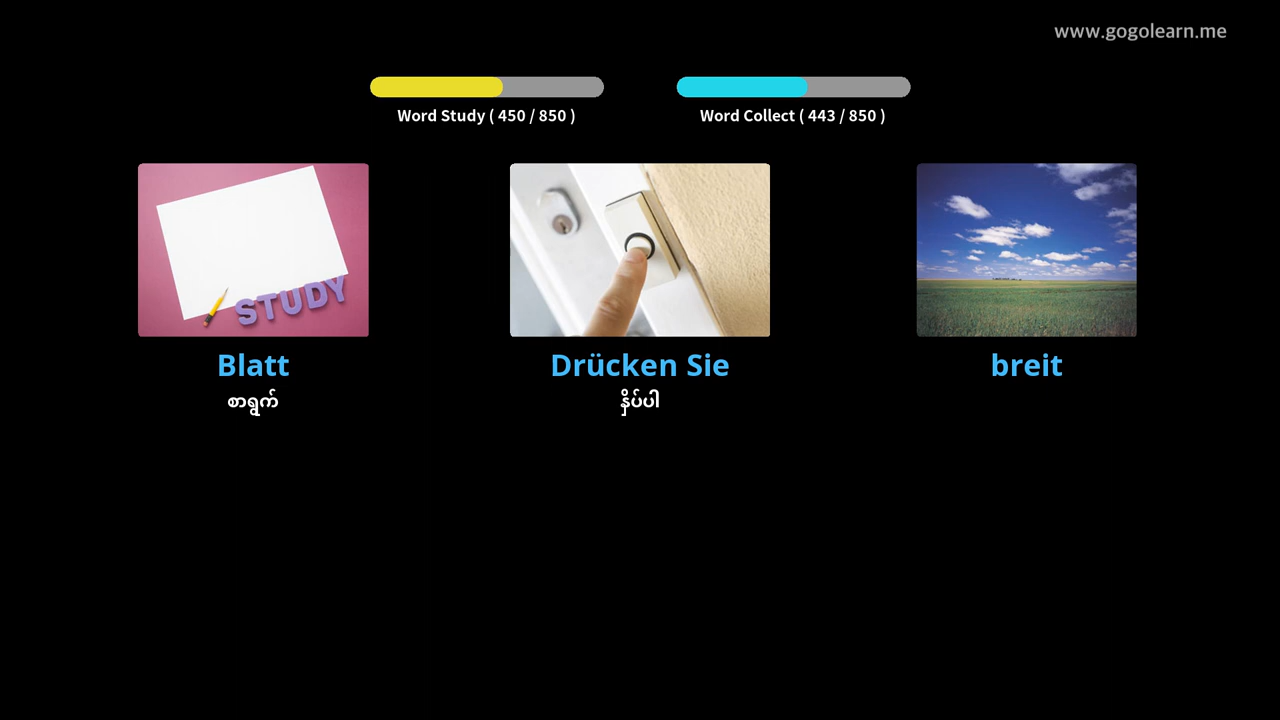 www.gogolearn.me
Word Study ( 450 / 850 )
Word Collect ( 443 / 850 )
STUDY
Blatt
Drücken Sie
breit
စာရွက်
နှိပ်ပါ